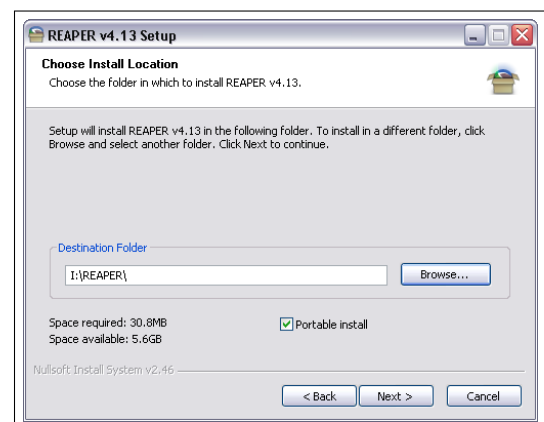 REAPER v4.13 Setup
Choose Install Location
Choose the folder in which to install REAPER v4.13.
Setup will install REAPER v4.13 in the following folder. To install in a different folder, click
Browse and select another folder. Click Next to continue.
Destination Folder
I:\REAPER\
Browse...
Space required: 30.8MB
Portable install
Space available: 5.6GB
Nullsoft Install System v2.46
< Back
Next >
Cancel